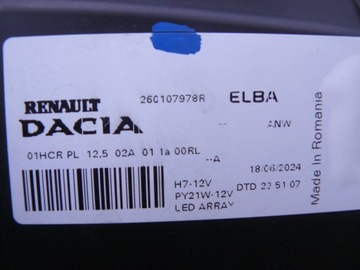 RENAULT 260107978R ELBA
DACIA -- ANW
01HCR PL 12,5 02A 01 1a 00RL
--A
18/06/2024
H7-12V
PY21W-12V DTD 22 51 07
LED ARRAY
Made In Romania